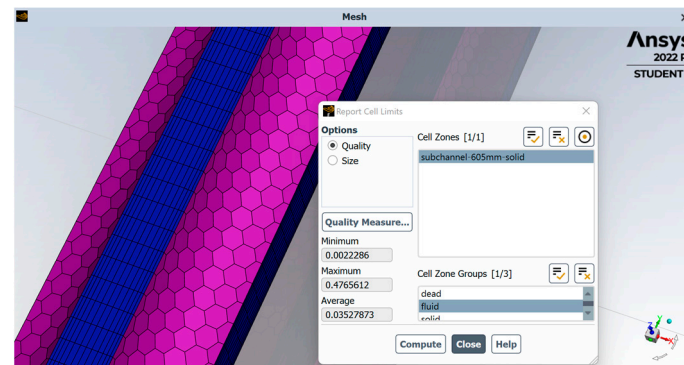 Mesh
Ansys
2022 R
STUDENT
Report Cell Limits
Options
Quality
Size
Cell Zones [1/1]
subchannel-605mm-solid
Quality Measure...
Minimum
0.0022286
Maximum
0.4765612
Average
0.03527873
Cell Zone Groups [1/3]
dead
fluid
solid
Compute Close Help